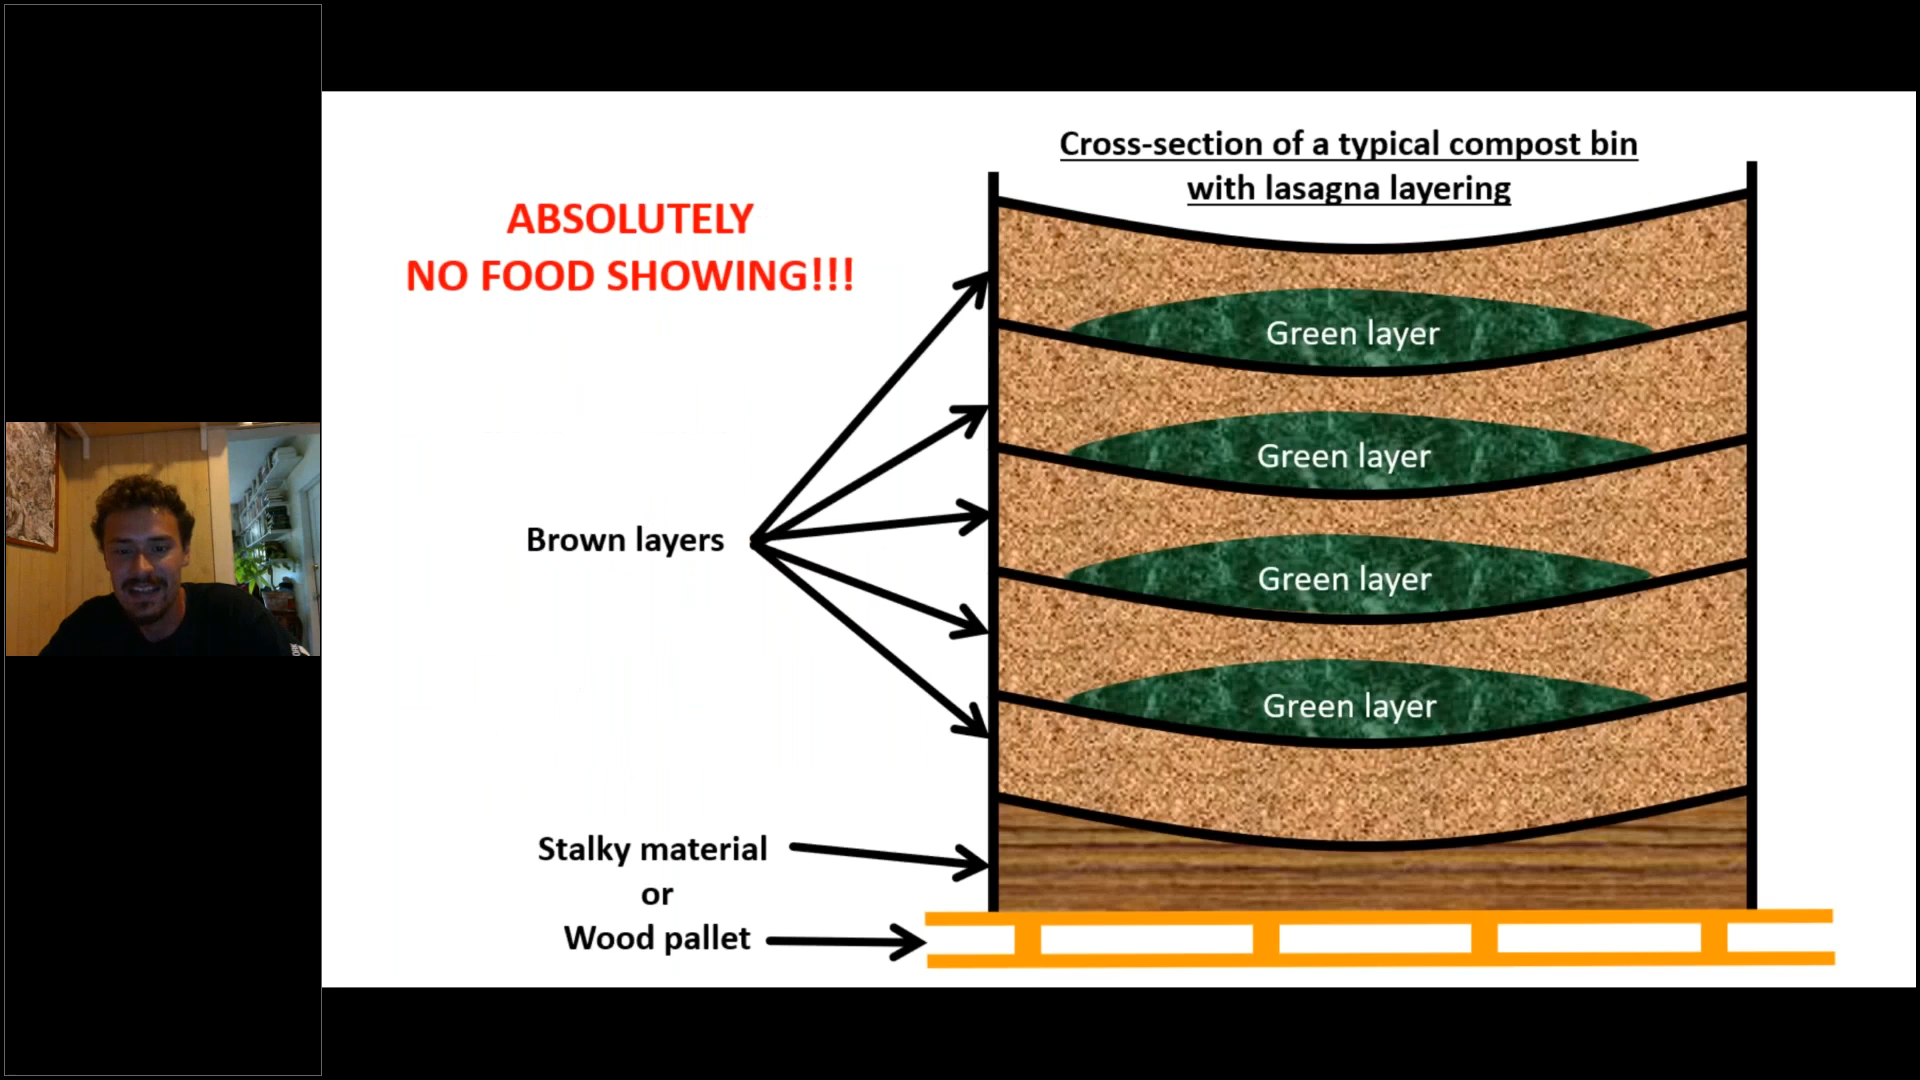 Cross-section of a typical compost bin
with lasagna layering
ABSOLUTELY
NO FOOD SHOWING!!!
Green layer
Green layer
Brown layers
Green layer
Green layer
Stalky material
or
Wood pallet